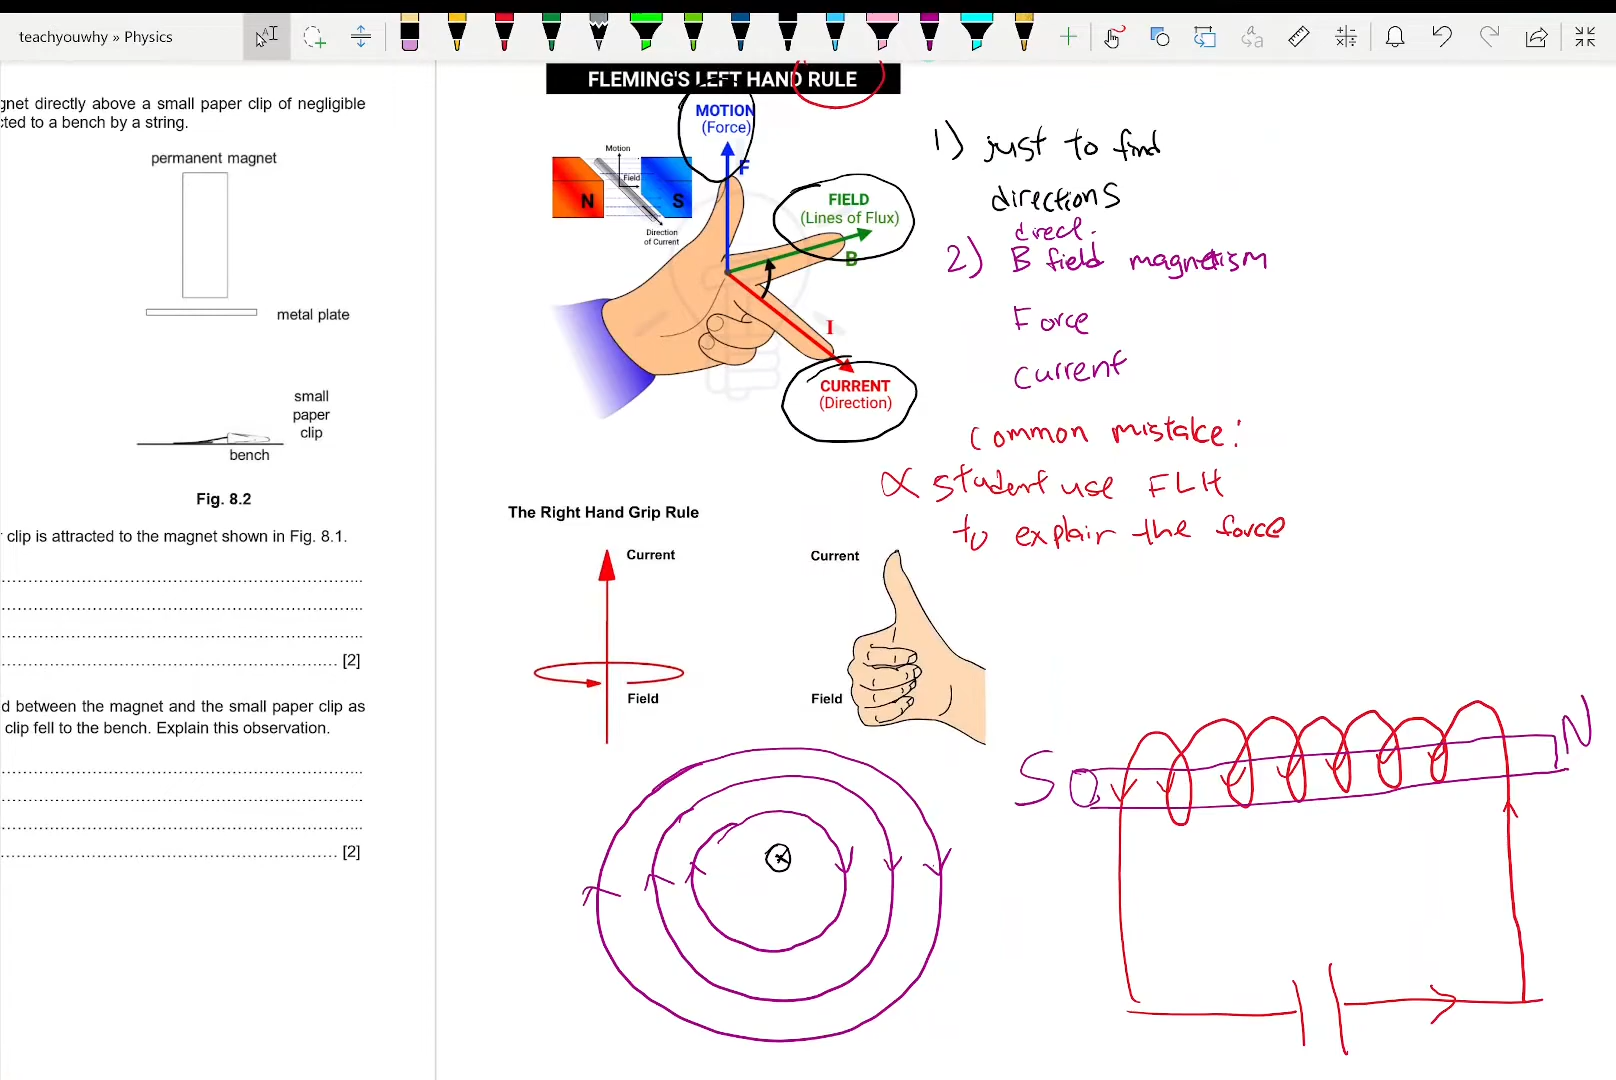 teachyouwhy » Physics
gnet directly above a small paper clip of negligible
cted to a bench by a string.
permanent magnet
metal plate
small
paper
clip
bench
Fig. 8.2
clip is attracted to the magnet shown in Fig. 8.1.
[2]
d between the magnet and the small paper clip as
clip fell to the bench. Explain this observation.
[2]
FLEMING'S LEFT HAND RULE
MOTION
(Force)
F
Motion
Field
N
S
Direction
of Current
FIELD
(Lines of Flux)
B
I
CURRENT
(Direction)
1) just to find
directions
direct.
2) B field magnetism
Force
Current
Common mistake:
student use FLH
to explain the force
The Right Hand Grip Rule
Current
Field
Current
Field
S
N